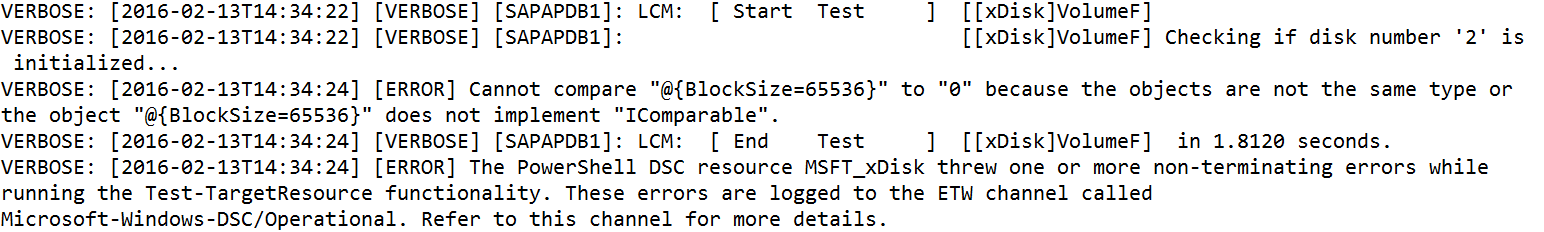 VERBOSE: [2016-02-13T14:34:22] [VERBOSE] [SAPAPDB1]: LCM:  [ Start  Test     ]  [[xDisk]VolumeF]
VERBOSE: [2016-02-13T14:34:22] [VERBOSE] [SAPAPDB1]:                            [[xDisk]VolumeF] Checking if disk number '2' is
 initialized...
VERBOSE: [2016-02-13T14:34:24] [ERROR] Cannot compare "@{BlockSize=65536}" to "0" because the objects are not the same type or
the object "@{BlockSize=65536}" does not implement "IComparable".
VERBOSE: [2016-02-13T14:34:24] [VERBOSE] [SAPAPDB1]: LCM:  [ End    Test     ]  [[xDisk]VolumeF]  in 1.8120 seconds.
VERBOSE: [2016-02-13T14:34:24] [ERROR] The PowerShell DSC resource MSFT_xDisk threw one or more non-terminating errors while
running the Test-TargetResource functionality. These errors are logged to the ETW channel called
Microsoft-Windows-DSC/Operational. Refer to this channel for more details.